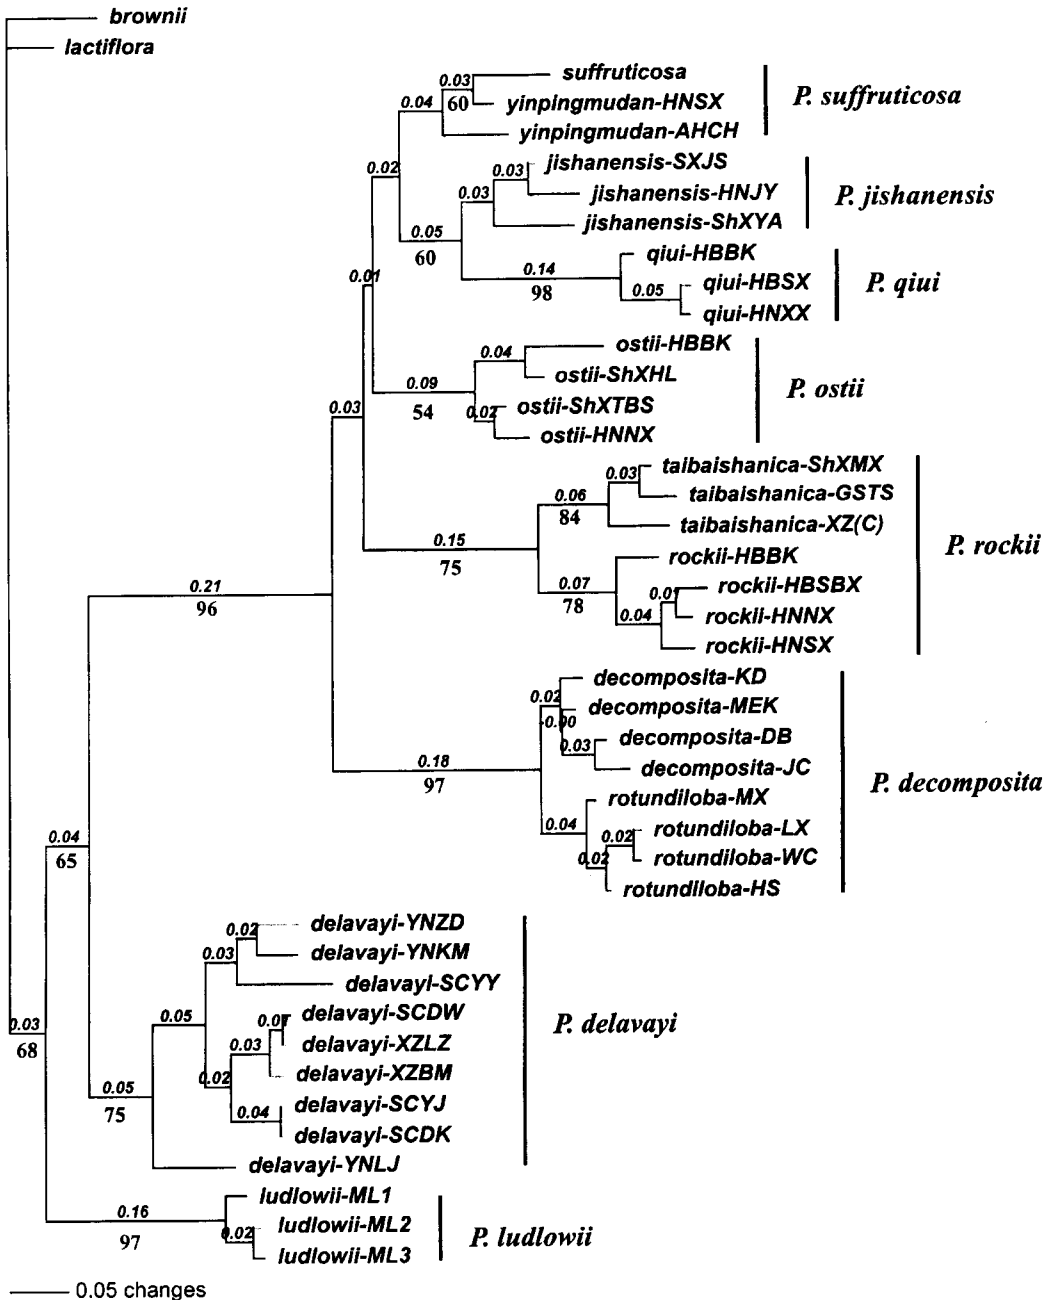 brownii
lactiflora
0.03 suffruticosa
0.04 60 yinpingmudan-HNSX P. suffruticosa
yinpingmudan-AHCH
0.02 0.03 jishanensis-SXJS
0.03 jishanensis-HNJY P. jishanensis
0.05 jishanensis-ShXYA
60 qiui-HBBK
0.01 0.14 qiui-HBSX P. qiui
98 0.05 qiui-HNXX
ostii-HBBK
0.04 ostii-ShXHL P. ostii
0.03 0.09 ostii-ShXTBS
54 0.02 ostii-HNNX
0.03 taibaishanica-ShXMX
0.06 taibaishanica-GSTS
84 taibaishanica-XZ(C)
0.15 P. rockii
75 rockii-HBBK
0.21 0.07 0.01 rockii-HBSBX
96 78 0.04 rockii-HNNX
rockii-HNSX
decomposita-KD
0.02 decomposita-MEK
-0.00 decomposita-DB
0.18 0.03 decomposita-JC
97 P. decomposita
rotundiloba-MX
0.04 0.02 rotundiloba-LX
0.04 0.02 rotundiloba-WC
65 rotundiloba-HS
0.02 delavayi-YNZD
0.03 delavayi-YNKM
delavayi-SCYY
0.03 0.05 0.01 delavayi-SCDW P. delavayi
68 0.03 delavayi-XZLZ
0.02 delavayi-XZBM
0.05 0.04 delavayi-SCYJ
75 delavayi-SCDK
delavayi-YNLJ
ludlowii-ML1
0.16 0.02 ludlowii-ML2 P. ludlowii
97 ludlowii-ML3
0.05 changes